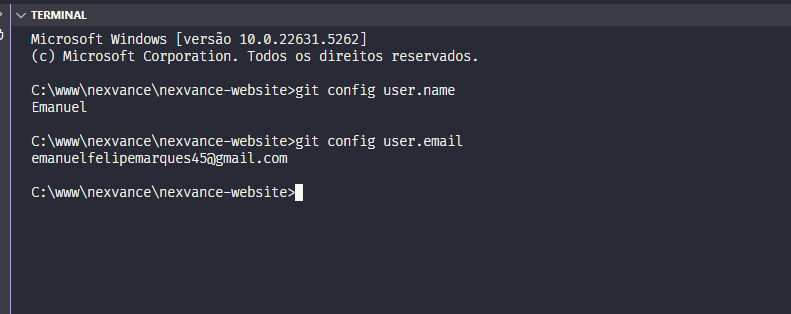 TERMINAL
Microsoft Windows [versão 10.0.22631.5262]
(c) Microsoft Corporation. Todos os direitos reservados.
C:\www\nexvance\nexvance-website>git config user.name
Emanuel
C:\www\nexvance\nexvance-website>git config user.email
emanuelfelipemarques45@gmail.com
C:\www\nexvance\nexvance-website>